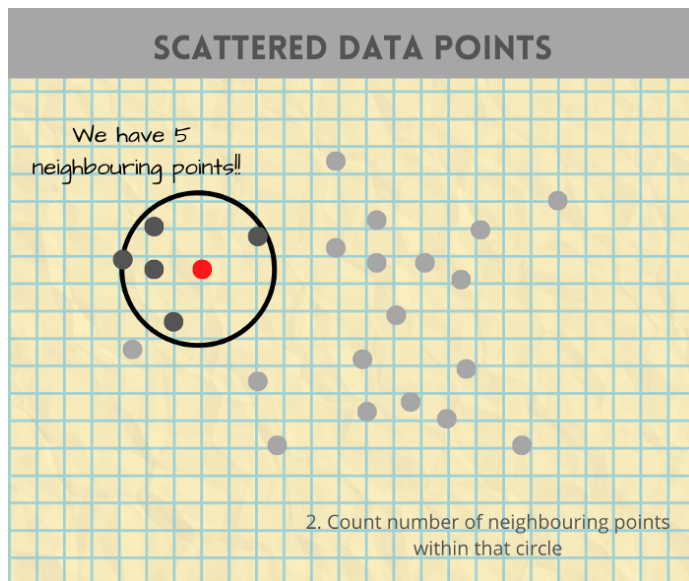 SCATTERED DATA POINTS
We have 5
neighbouring points!!
2. Count number of neighbouring points
within that circle